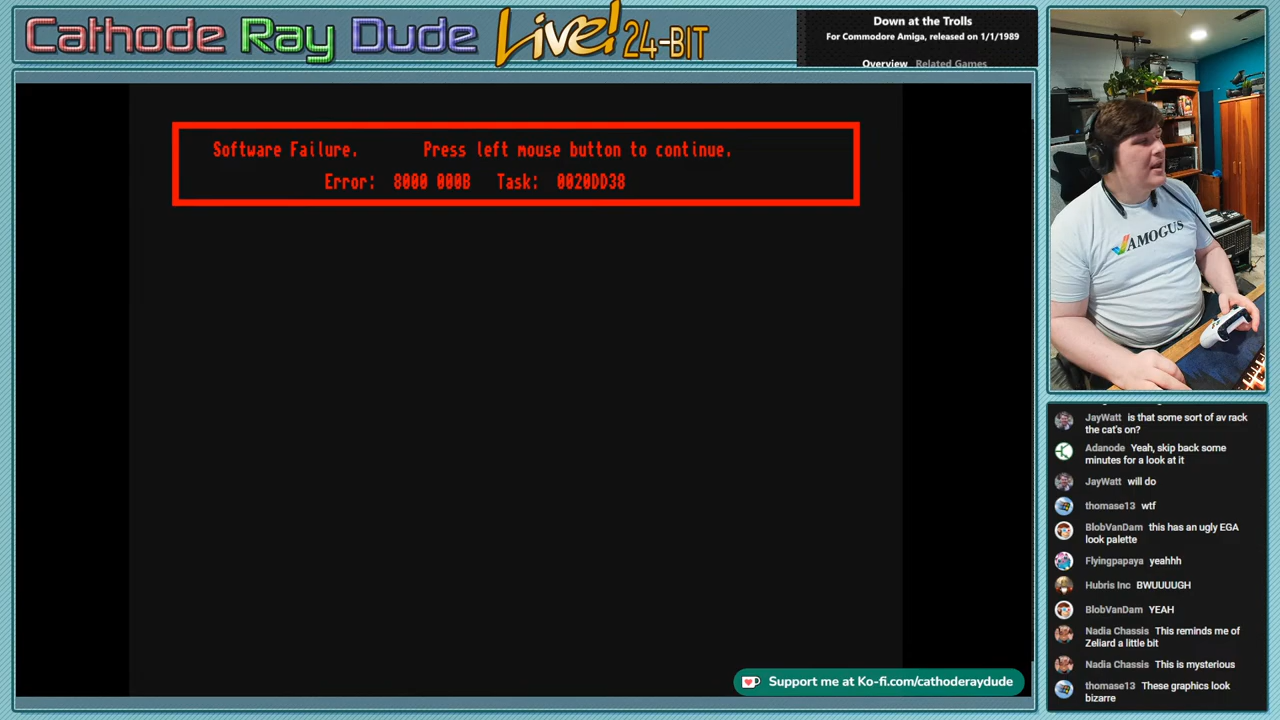 Cathode Ray Dude Live! 24-BIT
Down at the Trolls
For Commodore Amiga, released on 1/1/1989
Overview Related Games
Software Failure. Press left mouse button to continue.
Error: 8000 000B Task: 0020DD38
AMOGUS
JayWatt is that some sort of av rack
the cat's on?
Adanode Yeah, skip back some
minutes for a look at it
JayWatt will do
thomase13 wtf
BlobVanDam this has an ugly EGA
look palette
Flyingpapaya yeahhh
Hubris Inc BWUUUUGH
BlobVanDam YEAH
Nadia Chassis This reminds me of
Zeliard a little bit
Nadia Chassis This is mysterious
thomase13 These graphics look
bizarre
Support me at Ko-fi.com/cathoderaydude